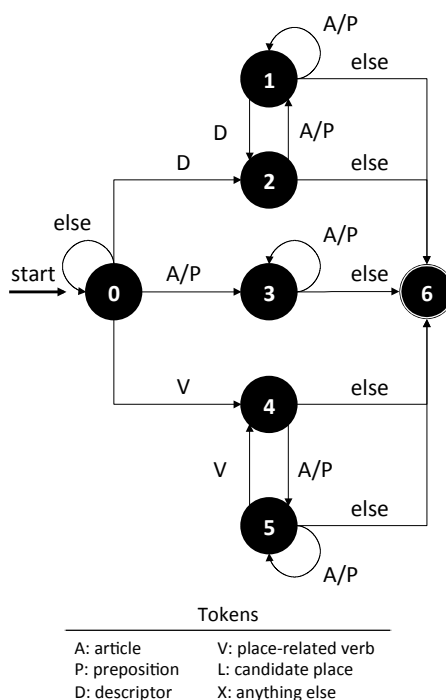 A/P
1
else
D
A/P
D
2
else
else
A/P
start
0
A/P
3
else
6
V
4
else
V
A/P
5
else
A/P
Tokens
A: article V: place-related verb
P: preposition L: candidate place
D: descriptor X: anything else